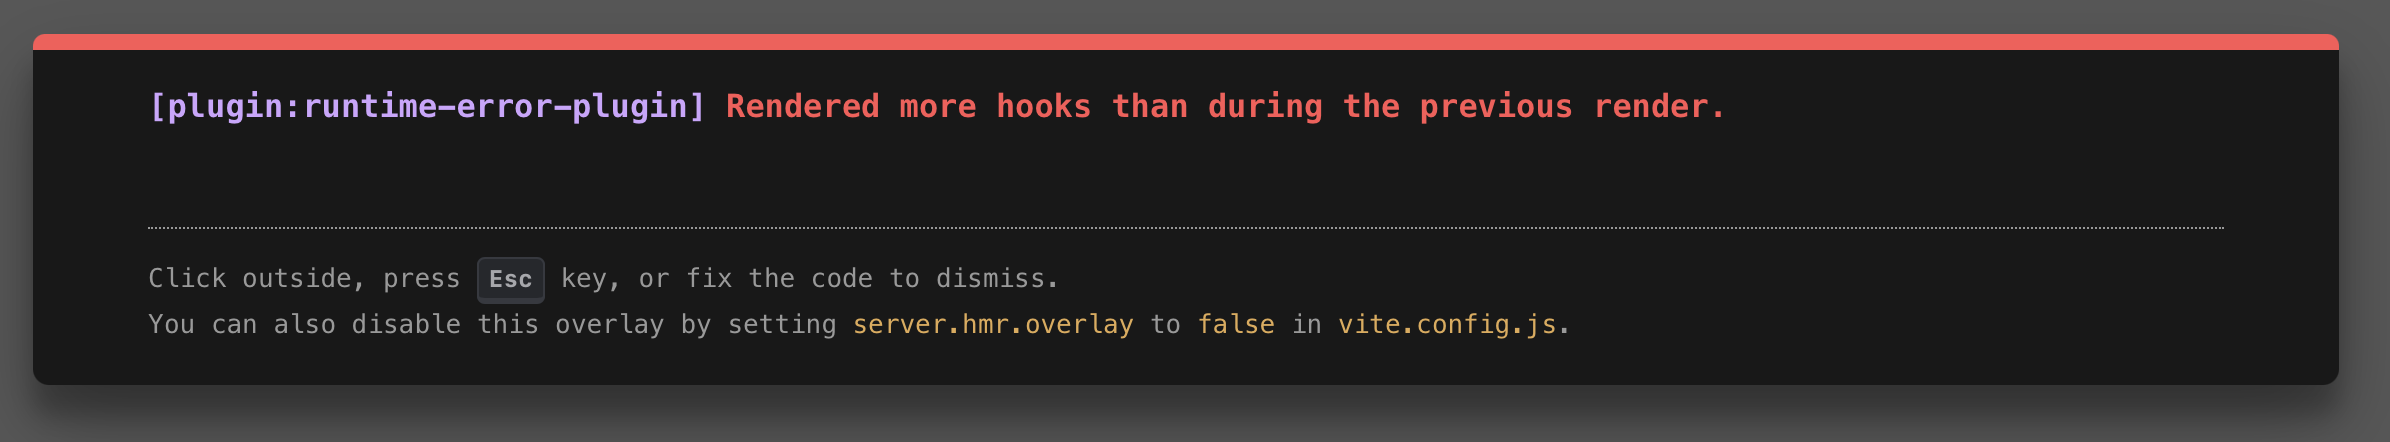 [plugin:runtime-error-plugin] Rendered more hooks than during the previous render.
Click outside, press Esc key, or fix the code to dismiss.
You can also disable this overlay by setting server.hmr.overlay to false in vite.config.js.